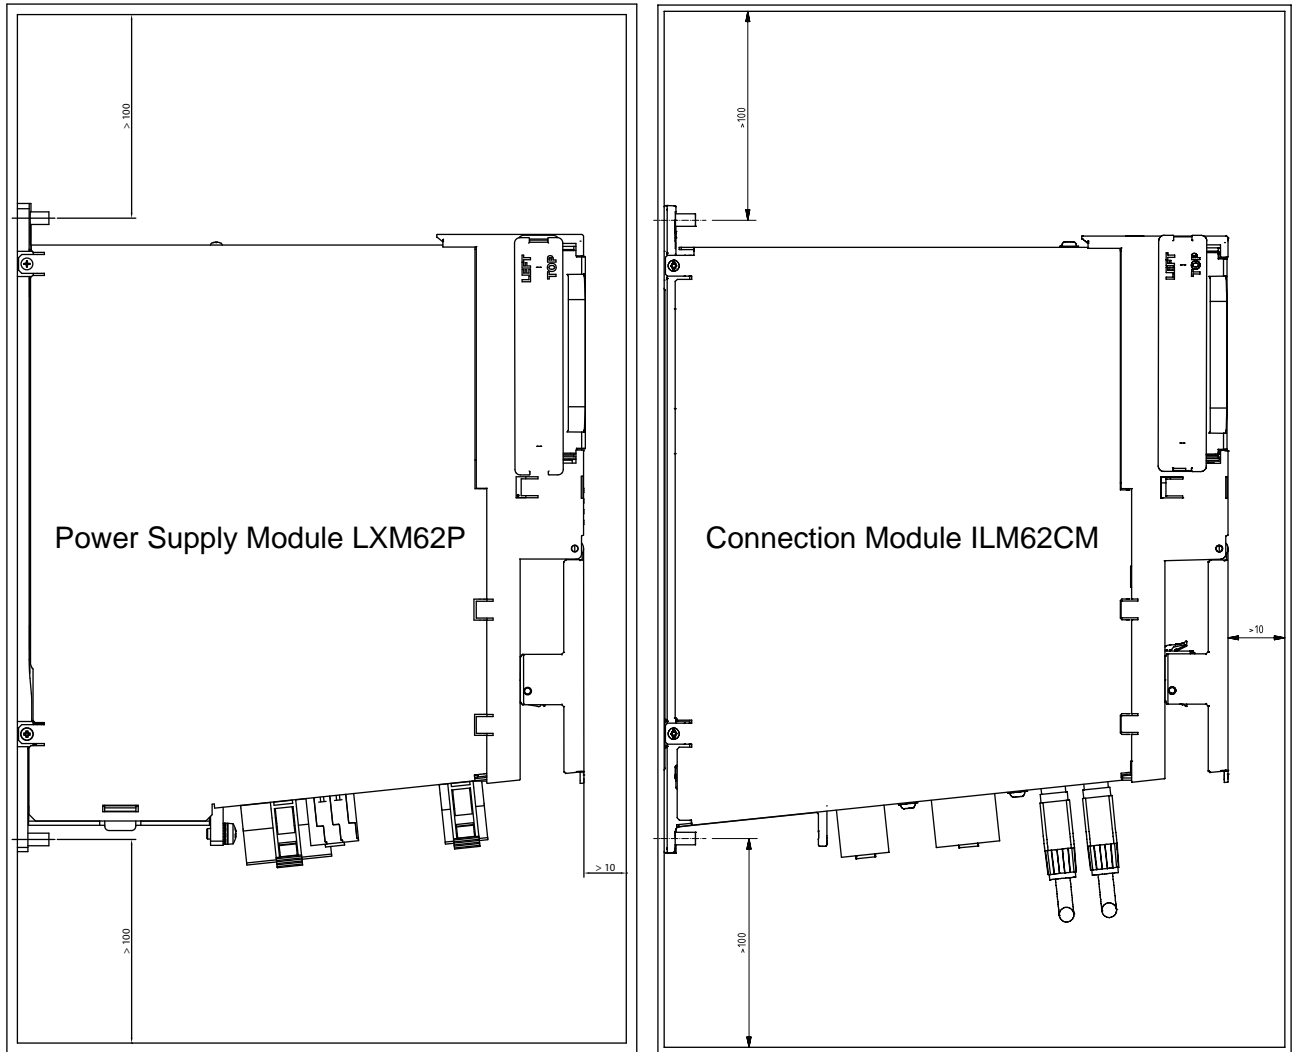 > 100
>100
LEFT
TOP
LEFT
TOP
Power Supply Module LXM62P
Connection Module ILM62CM
>10
> 10
> 100
>100